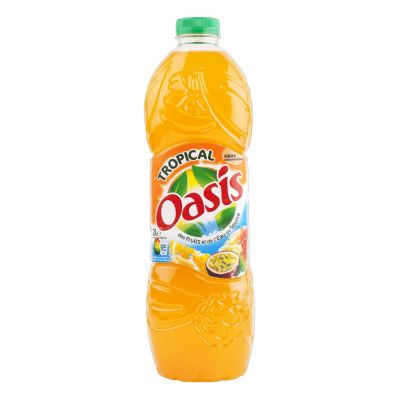 TROPICAL
sans
Oasis
des Fruits et de l'Eau de Source
2L